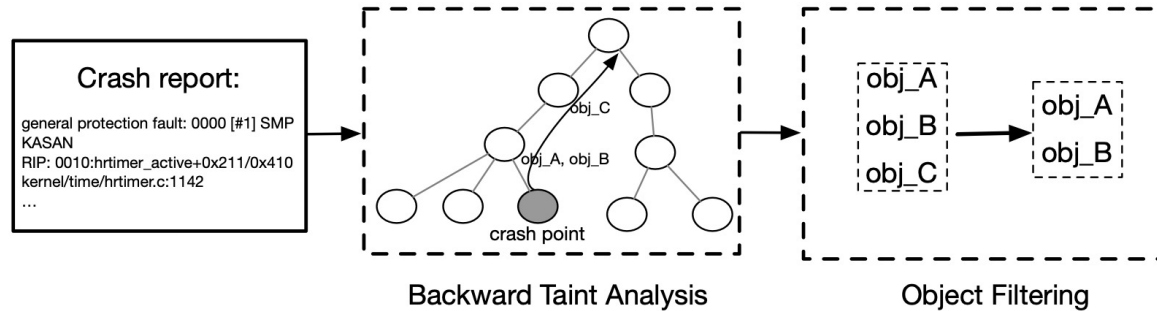 Crash report:
general protection fault: 0000 [#1] SMP
KASAN
RIP: 0010:hrtimer_active+0x211/0x410
kernel/time/hrtimer.c:1142
...
obj_C
obj_A, obj_B
crash point
Backward Taint Analysis
obj_A
obj_B
obj_C
obj_A
obj_B
Object Filtering